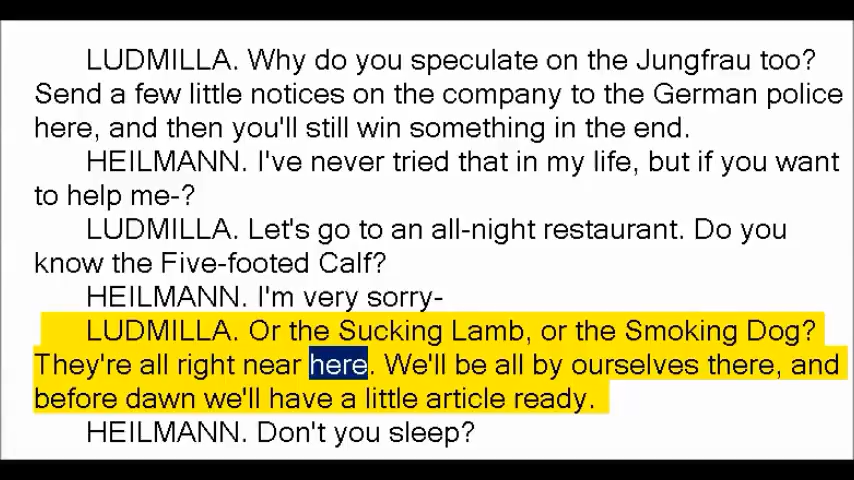 LUDMILLA. Why do you speculate on the Jungfrau too?
Send a few little notices on the company to the German police
here, and then you'll still win something in the end.
HEILMANN. I've never tried that in my life, but if you want
to help me-?
LUDMILLA. Let's go to an all-night restaurant. Do you
know the Five-footed Calf?
HEILMANN. I'm very sorry-
LUDMILLA. Or the Sucking Lamb, or the Smoking Dog?
They're all right near here. We'll be all by ourselves there, and
before dawn we'll have a little article ready.
HEILMANN. Don't you sleep?